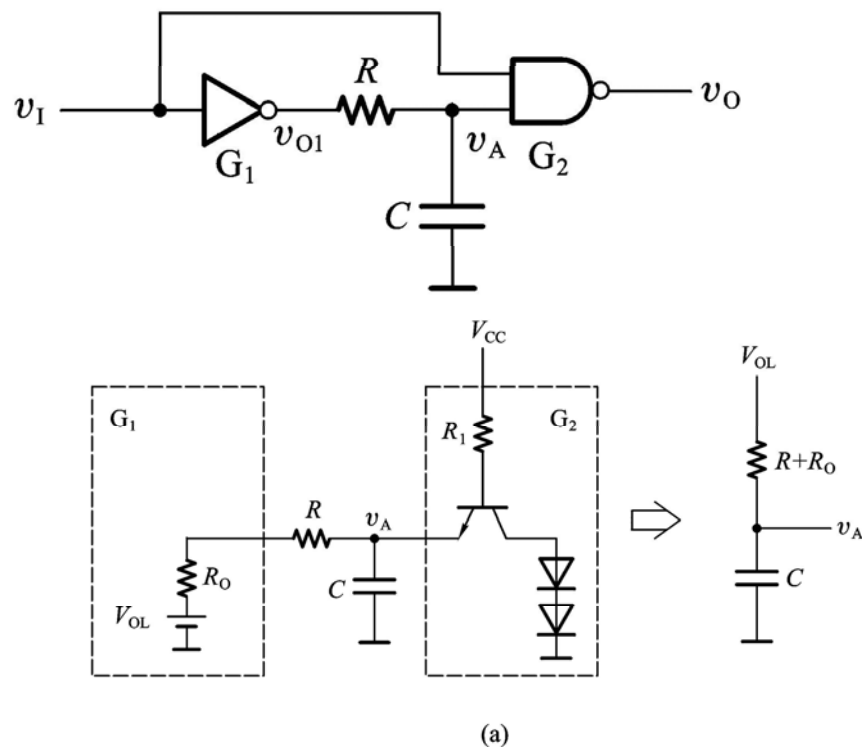 R
v_I
v_O
v_O1
v_A
G_1
G_2
C
V_CC
V_OL
G_1
G_2
R_1
R
v_A
R+R_O
v_A
R_O
C
C
V_OL
(a)